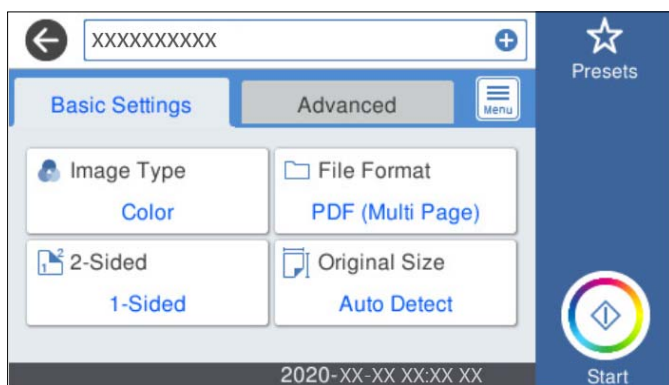 XXXXXXXXXX
Presets
Basic Settings
Advanced
Menu
Image Type
Color
File Format
PDF (Multi Page)
2-Sided
1-Sided
Original Size
Auto Detect
2020-XX-XX XX:XX XX
Start